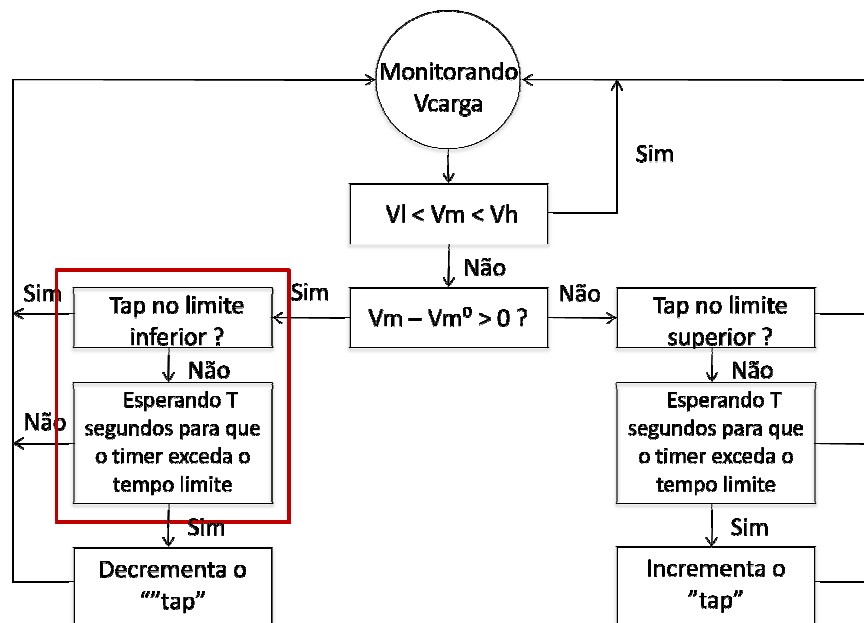 Monitorando
Vcarga
Sim
Vl < Vm < Vh
Não
Sim
Tap no limite
inferior ?
Sim
Vm – Vm⁰ > 0 ?
Não
Tap no limite
superior ?
Não
Não
Não
Esperando T
segundos para que
o timer exceda o
tempo limite
Esperando T
segundos para que
o timer exceda o
tempo limite
Sim
Sim
Decrementa o
““”tap”
Incrementa o
”tap”